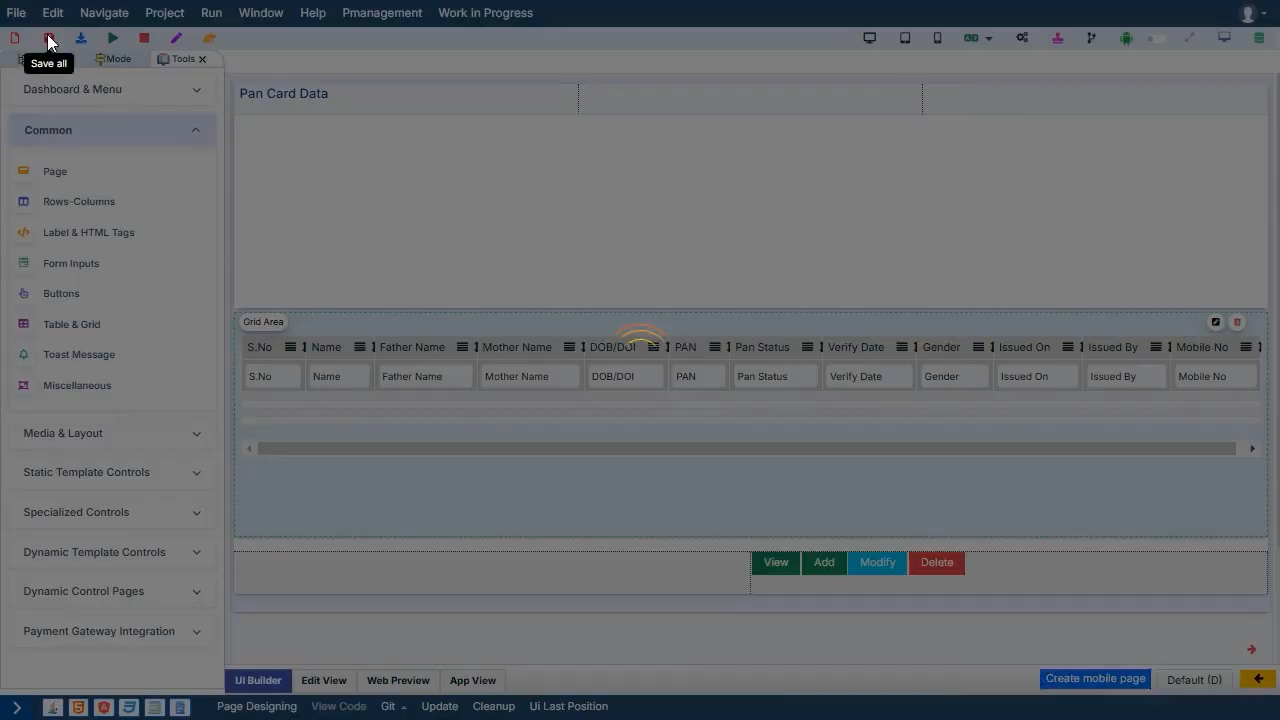 File Edit Navigate Project Run Window Help Pmanagement Work in Progress
Save all
Mode Tools
Dashboard & Menu
Common
Page
Rows-Columns
Label & HTML Tags
Form Inputs
Buttons
Table & Grid
Toast Message
Miscellaneous
Media & Layout
Static Template Controls
Specialized Controls
Dynamic Template Controls
Dynamic Control Pages
Payment Gateway Integration
Pan Card Data
Grid Area
S.No Name Father Name Mother Name DOB/DOI PAN Pan Status Verify Date Gender Issued On Issued By Mobile No
S.No Name Father Name Mother Name DOB/DOI PAN Pan Status Verify Date Gender Issued On Issued By Mobile No
View Add Modify Delete
UI Builder Edit View Web Preview App View Create mobile page Default (D)
Page Designing View Code Git Update Cleanup Ui Last Position